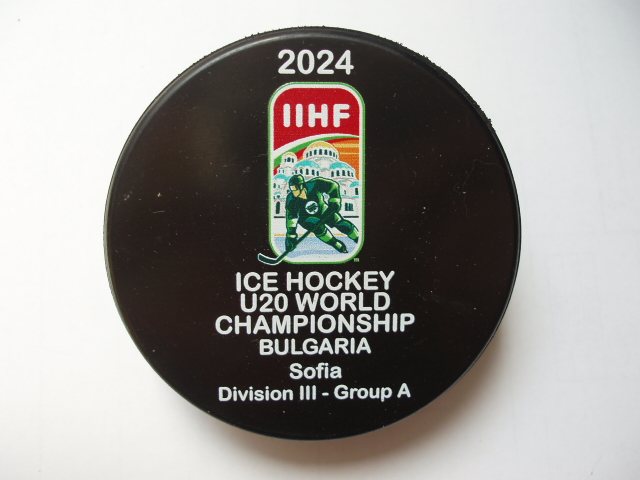 2024
IIHF
ICE HOCKEY
U20 WORLD
CHAMPIONSHIP
BULGARIA
Sofia
Division III - Group A